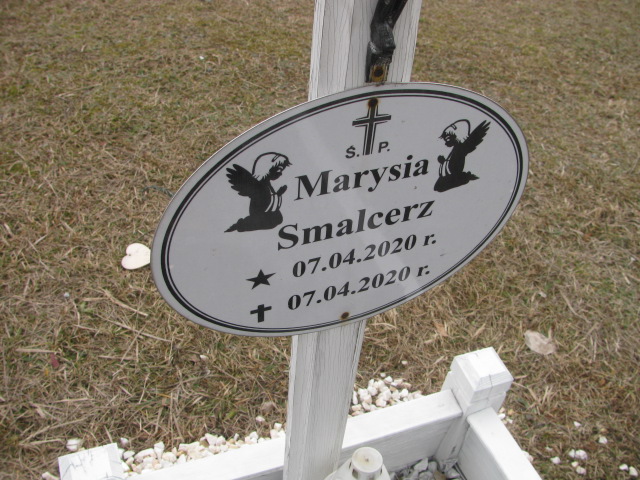 Ś. P.
Marysia
Smalcerz
07.04.2020 r.
07.04.2020 r.